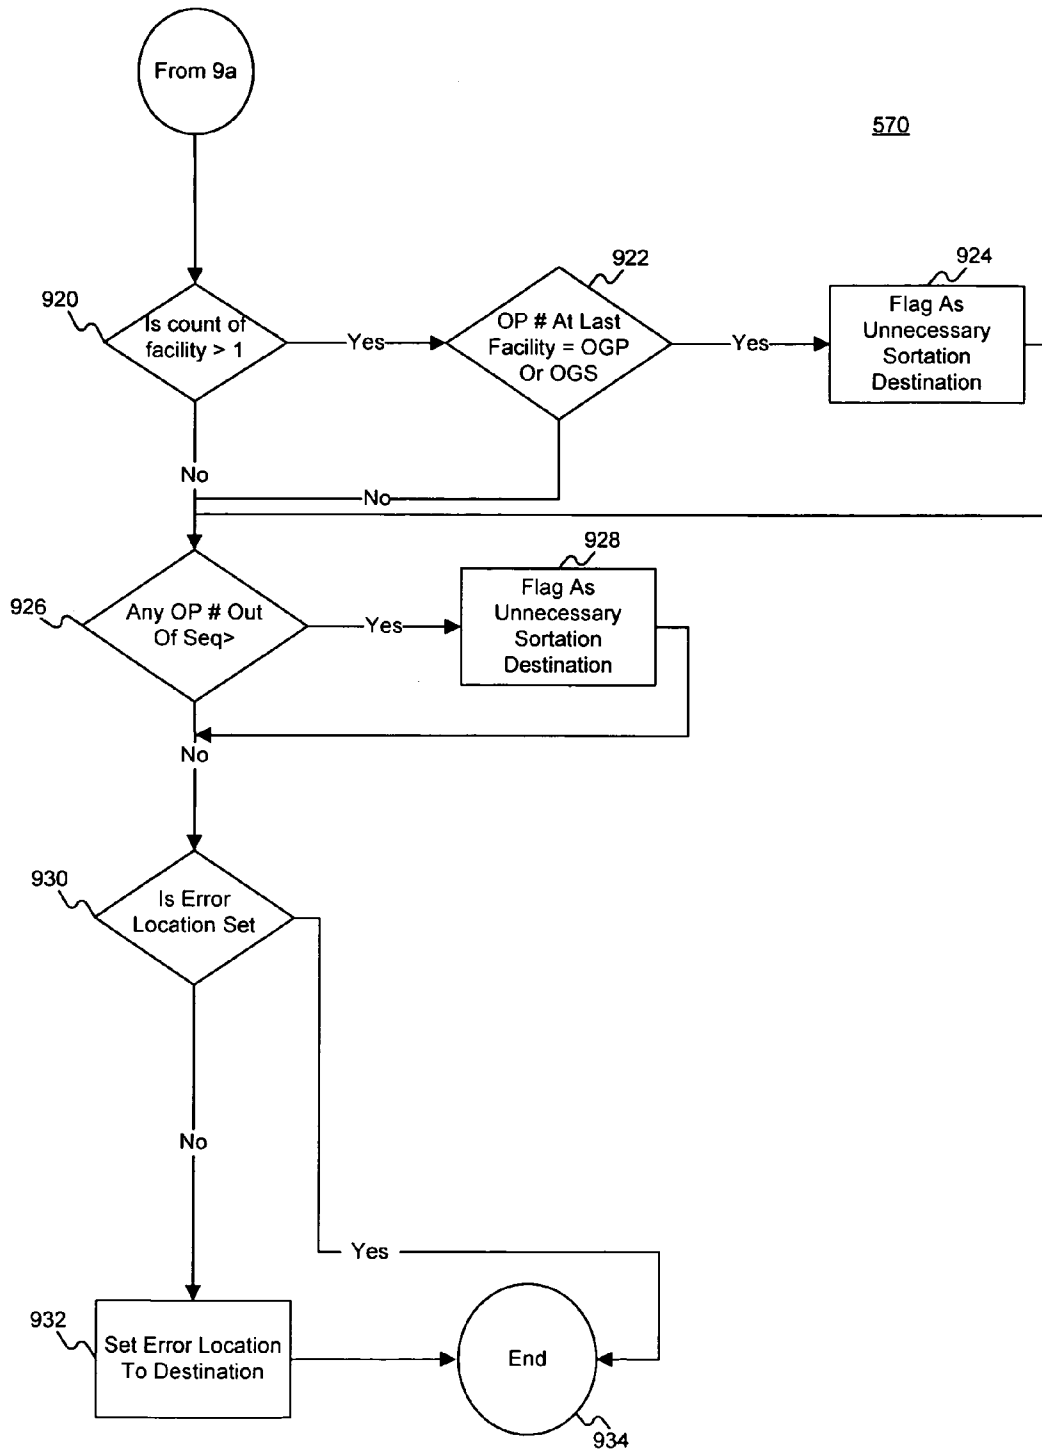 From 9a
570
920
Is count of
facility > 1
Yes
922
OP # At Last
Facility = OGP
Or OGS
Yes
924
Flag As
Unnecessary
Sortation
Destination
No
No
926
Any OP # Out
Of Seq>
Yes
928
Flag As
Unnecessary
Sortation
Destination
No
930
Is Error
Location Set
No
Yes
932
Set Error Location
To Destination
End
934